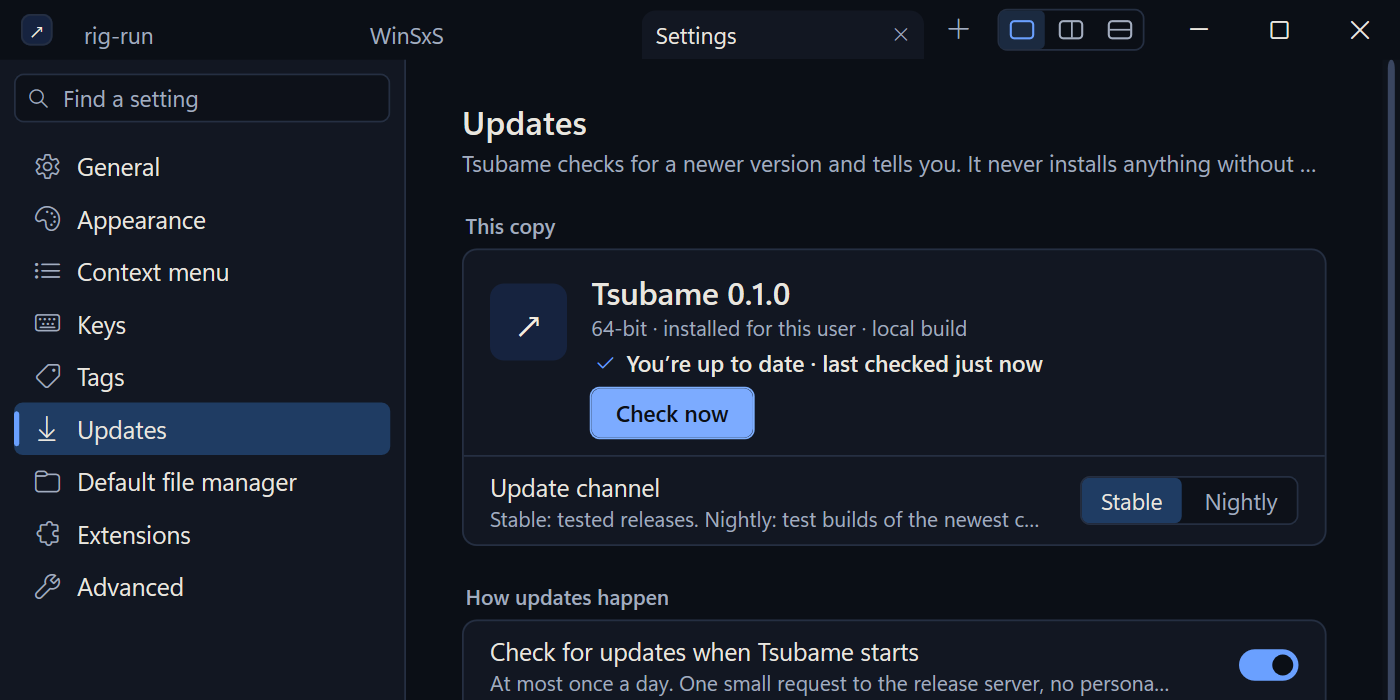 rig-run
WinSxS
Settings
Find a setting
General
Appearance
Context menu
Keys
Tags
Updates
Default file manager
Extensions
Advanced
Updates
Tsubame checks for a newer version and tells you. It never installs anything without ...
This copy
Tsubame 0.1.0
64-bit · installed for this user · local build
You’re up to date · last checked just now
Check now
Update channel
Stable: tested releases. Nightly: test builds of the newest c...
Stable
Nightly
How updates happen
Check for updates when Tsubame starts
At most once a day. One small request to the release server, no persona...